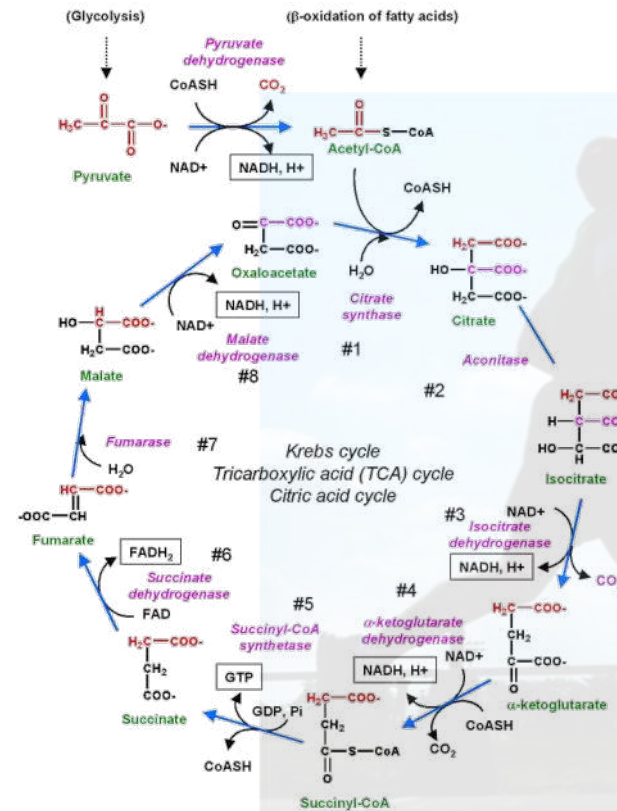 (Glycolysis)
(β-oxidation of fatty acids)
Pyruvate
dehydrogenase
CoASH
CO2
O
O-
H3C
C
C
O
NAD+
NADH, H+
Pyruvate
O
H3C
C
S
CoA
Acetyl-CoA
CoASH
O
C
COO-
H2C
COO-
Oxaloacetate
H2O
Citrate
synthase
#1
H2C
COO-
HO
C
COO-
H2C
COO-
Citrate
NADH, H+
NAD+
Malate
dehydrogenase
#8
H
HO
C
COO-
H2C
COO-
Malate
Aconitase
#2
H2C
H
C
HO
C
H
Isocitrate
Fumarase
#7
H2O
Krebs cycle
Tricarboxylic acid (TCA) cycle
Citric acid cycle
HC
COO-
-OOC
CH
Fumarate
NAD+
#3
Isocitrate
dehydrogenase
NADH, H+
FADH2
#6
Succinate
dehydrogenase
FAD
#5
Succinyl-CoA
synthetase
#4
α-ketoglutarate
dehydrogenase
NADH, H+
NAD+
H2C
COO-
CH2
C
COO-
O
α-ketoglutarate
H2C
COO-
CH2
COO-
Succinate
GTP
GDP, Pi
CoASH
H2C
COO-
CH2
C
S
CoA
O
Succinyl-CoA
CoASH
CO2